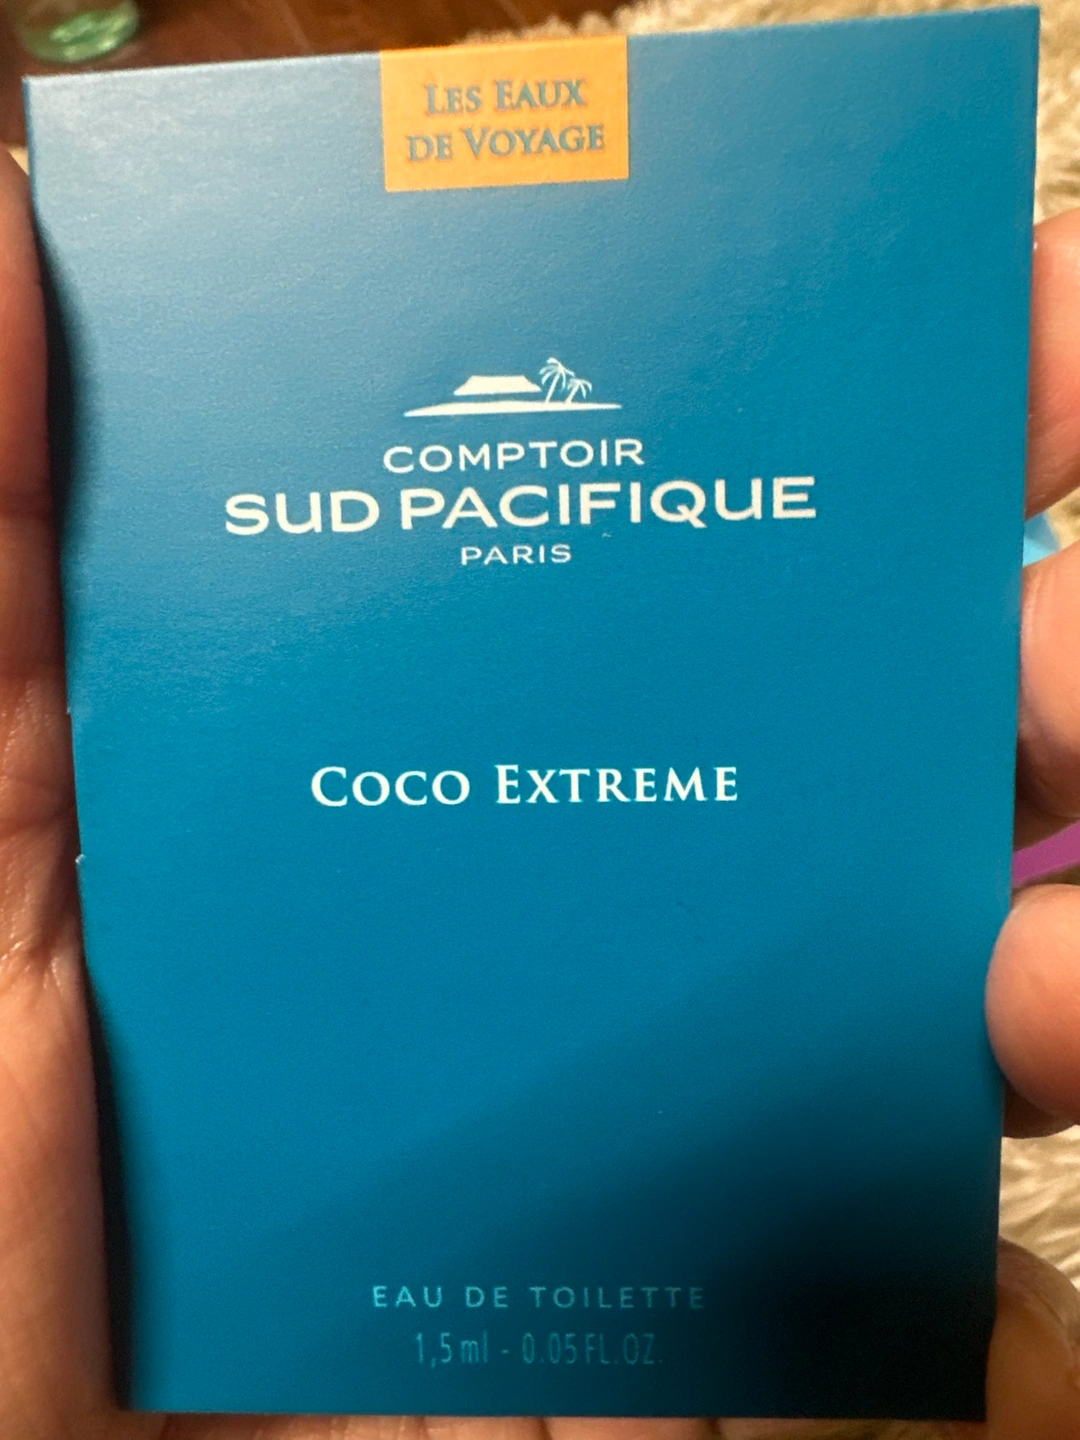 LES EAUX
DE VOYAGE
COMPTOIR
SUD PACIFIQUE
PARIS
COCO EXTREME
EAU DE TOILETTE
1,5 ml - 0.05 FL.OZ.